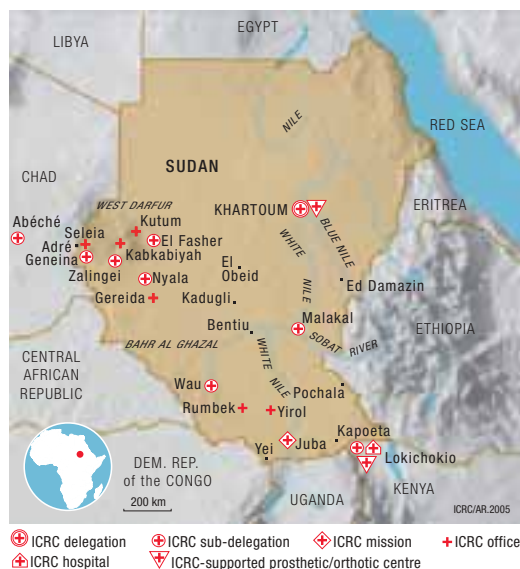 EGYPT
LIBYA
RED SEA
NILE
SUDAN
CHAD
WEST DARFUR
KHARTOUM
ERITREA
Abéché
Kutum
Seleia
El Fasher
Adré
Geneina
Kabkabiyah
Zalingei
BLUE NILE
WHITE
NILE
El
Obeid
Nyala
Ed Damazin
Gereida
Kadugli
Malakal
Bentiu
SOBAT RIVER
ETHIOPIA
BAHR AL GHAZAL
WHITE NILE
CENTRAL
AFRICAN
REPUBLIC
Wau
Pochala
Rumbek
Yirol
Kapoeta
Juba
Lokichokio
Yei
DEM. REP.
of the CONGO
KENYA
UGANDA
200 km
ICRC/AR.2005
ICRC delegation
ICRC sub-delegation
ICRC mission
ICRC office
ICRC hospital
ICRC-supported prosthetic/orthotic centre